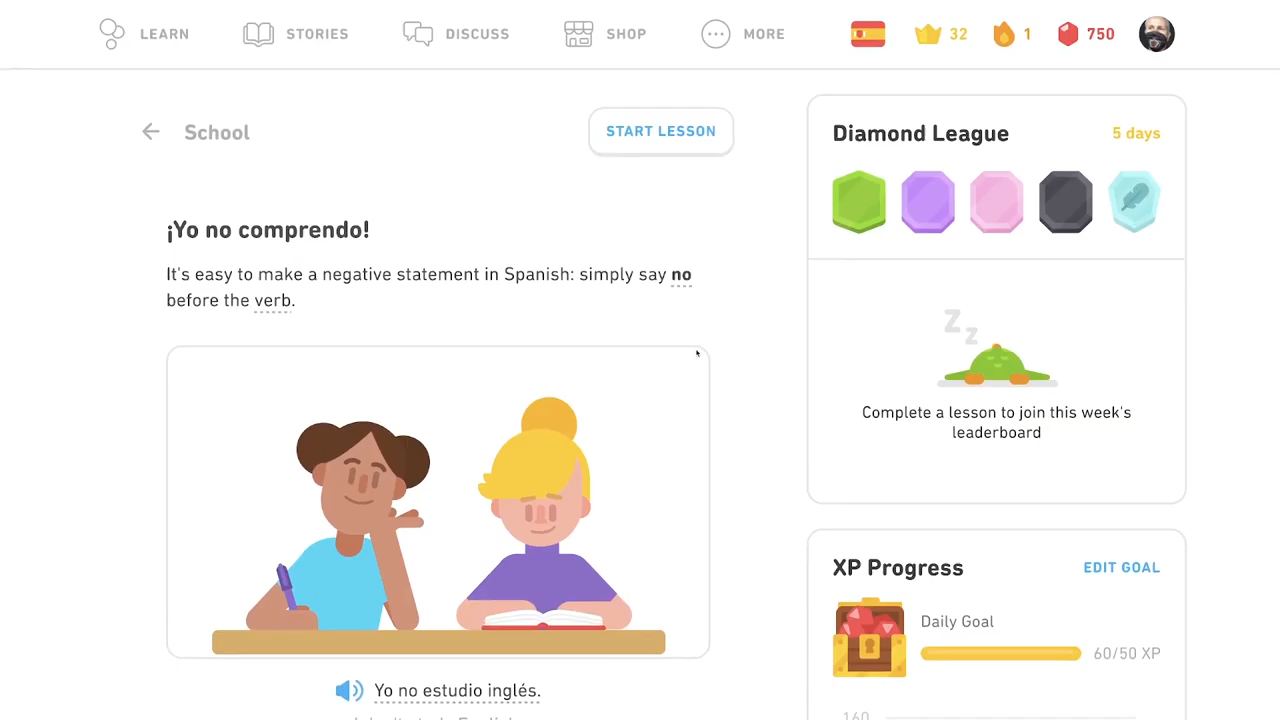 LEARN
STORIES
DISCUSS
SHOP
MORE
32
1
750
School
START LESSON
¡Yo no comprendo!
It's easy to make a negative statement in Spanish: simply say no
before the verb.
Yo no estudio inglés.
Diamond League
5 days
Z
Z
Complete a lesson to join this week's
leaderboard
XP Progress
EDIT GOAL
Daily Goal
60/50 XP
160